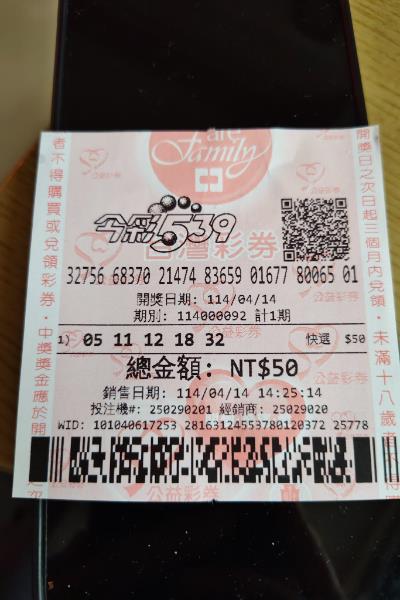 are
Family
公益彩券
今彩539
台灣彩券
32756 68370 21474 83659 01677 80065 01
開獎日期: 114/04/14
期別: 114000092 計1期
1) 05 11 12 18 32 快選 $50
總金額: NT$50
銷售日期: 114/04/14 14:25:14
投注機#: 250290201 經銷商: 25029020
WID: 101040617253 28163124553780120372 25778
公益彩券
者不得購買或兌領彩券‧中獎獎金應於開
開獎日之次日起三個月內兌領‧未滿十八歲